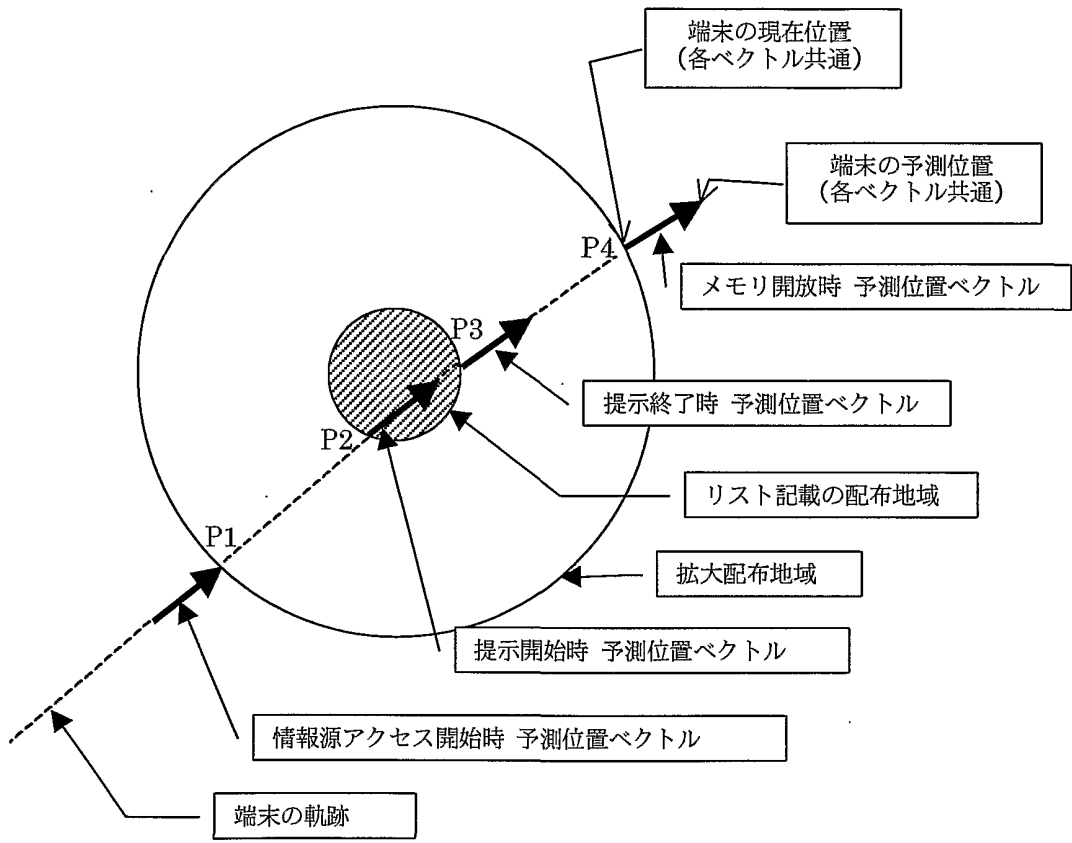 端末の現在位置
（各ベクトル共通）
端末の予測位置
（各ベクトル共通）
P4
メモリ開放時 予測位置ベクトル
P3
提示終了時 予測位置ベクトル
P2
リスト記載の配布地域
P1
拡大配布地域
提示開始時 予測位置ベクトル
情報源アクセス開始時 予測位置ベクトル
端末の軌跡